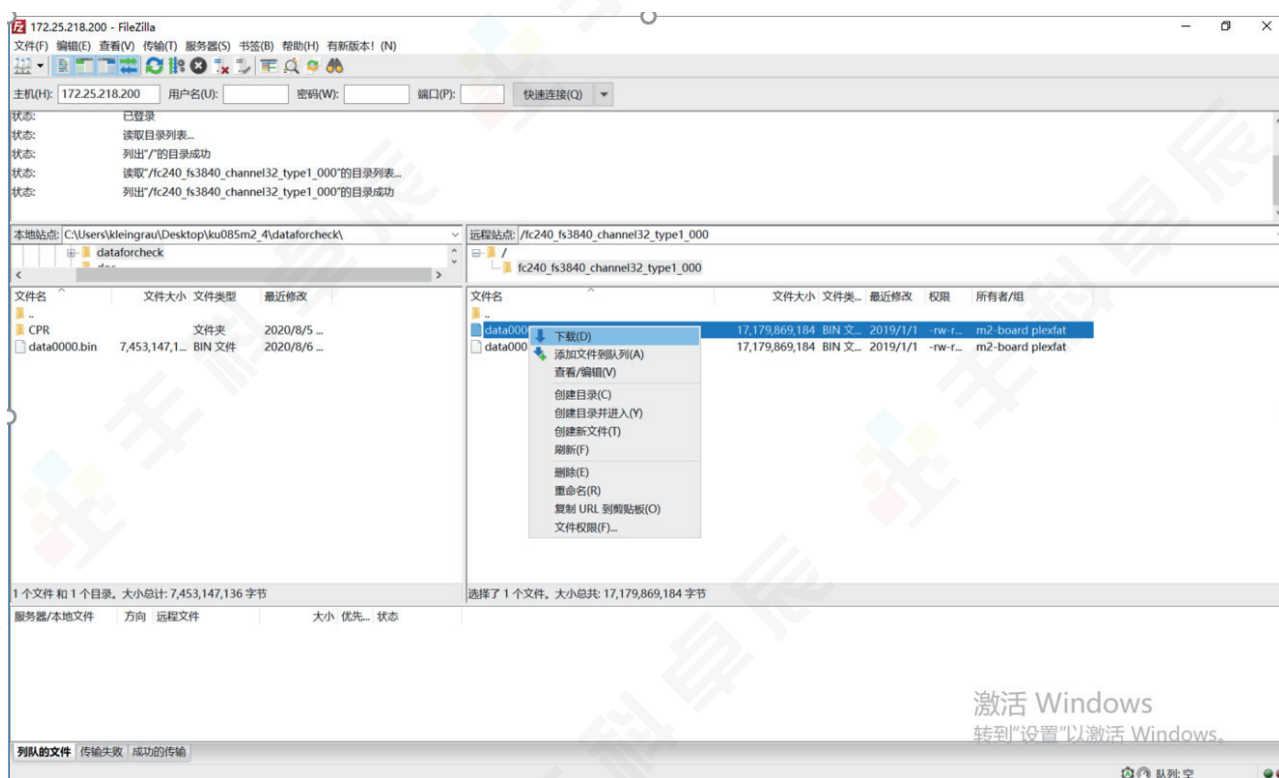 172.25.218.200 - FileZilla
文件(F) 编辑(E) 查看(V) 传输(T) 服务器(S) 书签(B) 帮助(H) 有新版本! (N)
主机(H): 172.25.218.200 用户名(U): 密码(W): 端口(P): 快速连接(Q)
状态: 已登录
状态: 读取目录列表...
状态: 列出"/"的目录成功
状态: 读取"/fc240_fs3840_channel32_type1_000"的目录列表...
状态: 列出"/fc240_fs3840_channel32_type1_000"的目录成功
本地站点: C:\Users\kleingrau\Desktop\ku085m2_4\dataforcheck\
dataforcheck
远程站点: /fc240_fs3840_channel32_type1_000
/
fc240_fs3840_channel32_type1_000
文件名 文件大小 文件类型 最近修改
..
CPR 文件夹 2020/8/5 ...
data0000.bin 7,453,147,1... BIN 文件 2020/8/6 ...
1 个文件 和 1 个目录。大小总计: 7,453,147,136 字节
文件名 文件大小 文件类... 最近修改 权限 所有者/组
..
data000 17,179,869,184 BIN 文... 2019/1/1 -rw-r... m2-board plexfat
data000 17,179,869,184 BIN 文... 2019/1/1 -rw-r... m2-board plexfat
下载(D)
添加文件到队列(A)
查看/编辑(V)
创建目录(C)
创建目录并进入(Y)
创建新文件(T)
刷新(F)
删除(E)
重命名(R)
复制 URL 到剪贴板(O)
文件权限(F)...
选择了 1 个文件。大小总共: 17,179,869,184 字节
服务器/本地文件 方向 远程文件 大小 优先... 状态
激活 Windows
转到"设置"以激活 Windows。
列队的文件 传输失败 成功的传输
队列: 空
丰科卓辰